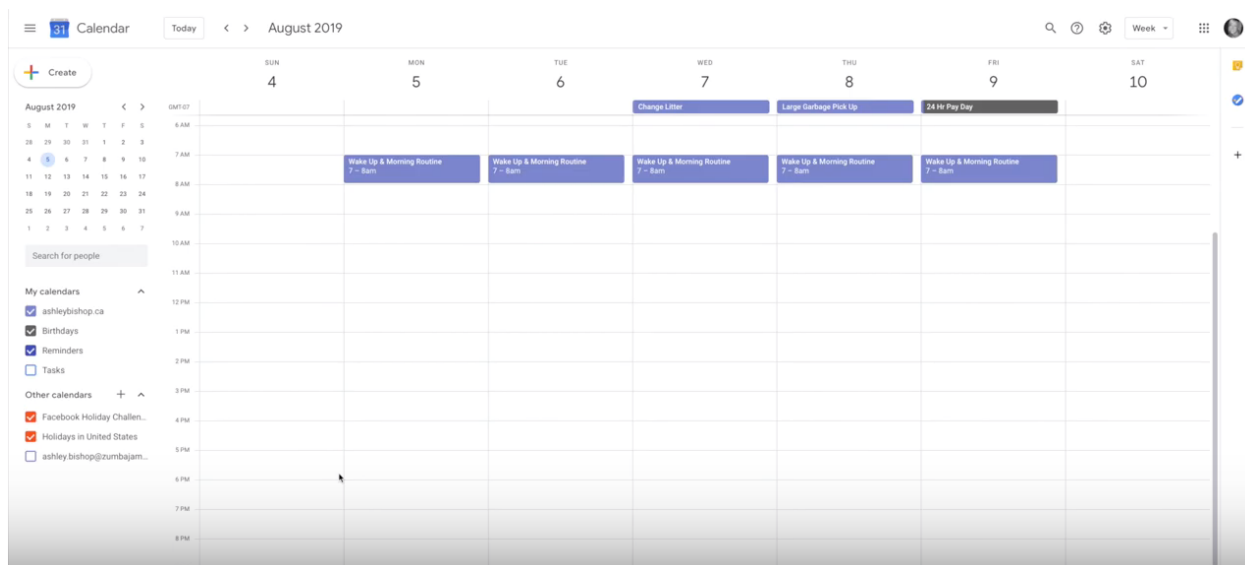 31 Calendar Today August 2019 Week
Create
SUN MON TUE WED THU FRI SAT
4 5 6 7 8 9 10
GMT-07 Change Litter Large Garbage Pick Up 24 Hr Pay Day
August 2019
S M T W T F S
28 29 30 31 1 2 3
4 5 6 7 8 9 10
11 12 13 14 15 16 17
18 19 20 21 22 23 24
25 26 27 28 29 30 31
1 2 3 4 5 6 7
Search for people
My calendars
ashleybishop.ca
Birthdays
Reminders
Tasks
Other calendars
Facebook Holiday Challen...
Holidays in United States
ashley.bishop@zumbajam...
6 AM
7 AM
Wake Up & Morning Routine Wake Up & Morning Routine Wake Up & Morning Routine Wake Up & Morning Routine Wake Up & Morning Routine
7 – 8am 7 – 8am 7 – 8am 7 – 8am 7 – 8am
8 AM
9 AM
10 AM
11 AM
12 PM
1 PM
2 PM
3 PM
4 PM
5 PM
6 PM
7 PM
8 PM